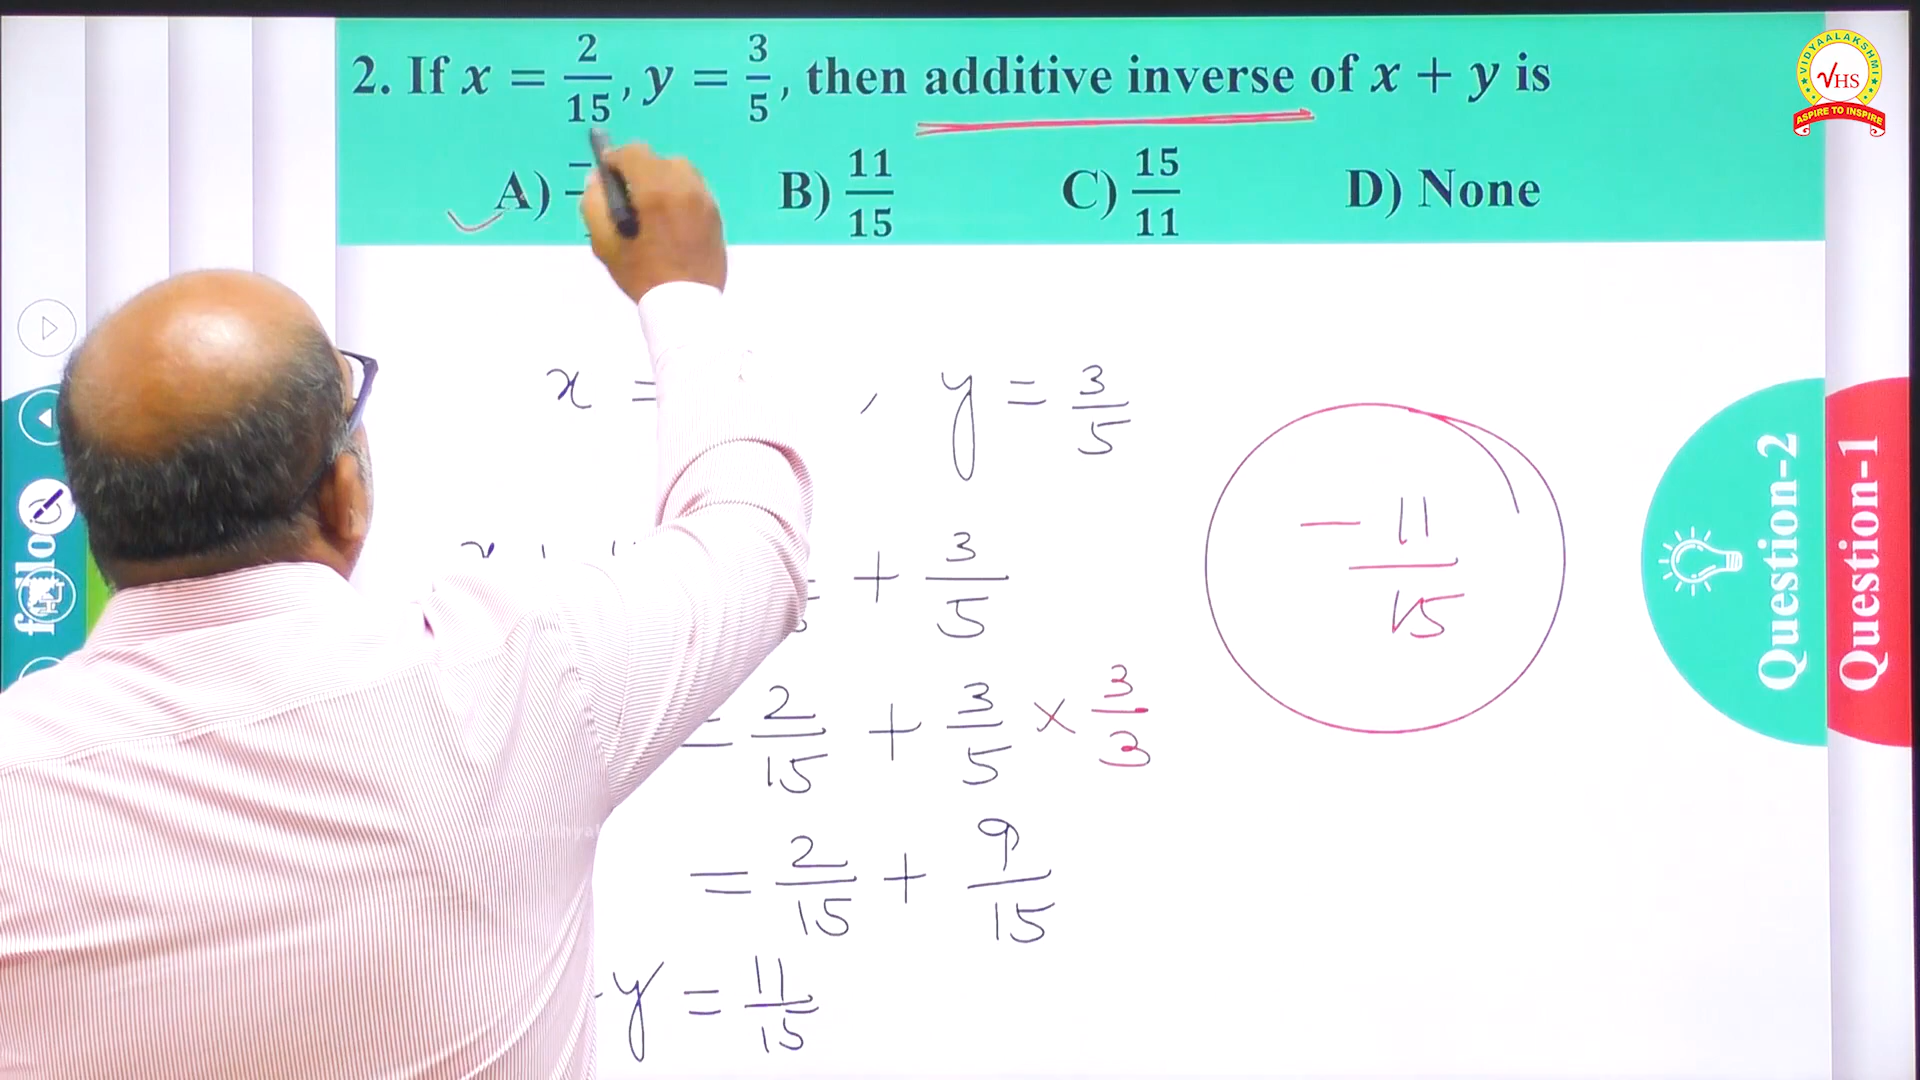 2. If x = 2/15, y = 3/5, then additive inverse of x + y is
A) B) 11/15 C) 15/11 D) None
VIDYAALAKSHMI
VHS
ASPIRE TO INSPIRE
x = , y = 3/5
+ 3/5
= 2/15 + 3/5 × 3/3
= 2/15 + 9/15
y = 11/15
-11/15
Question-2
Question-1